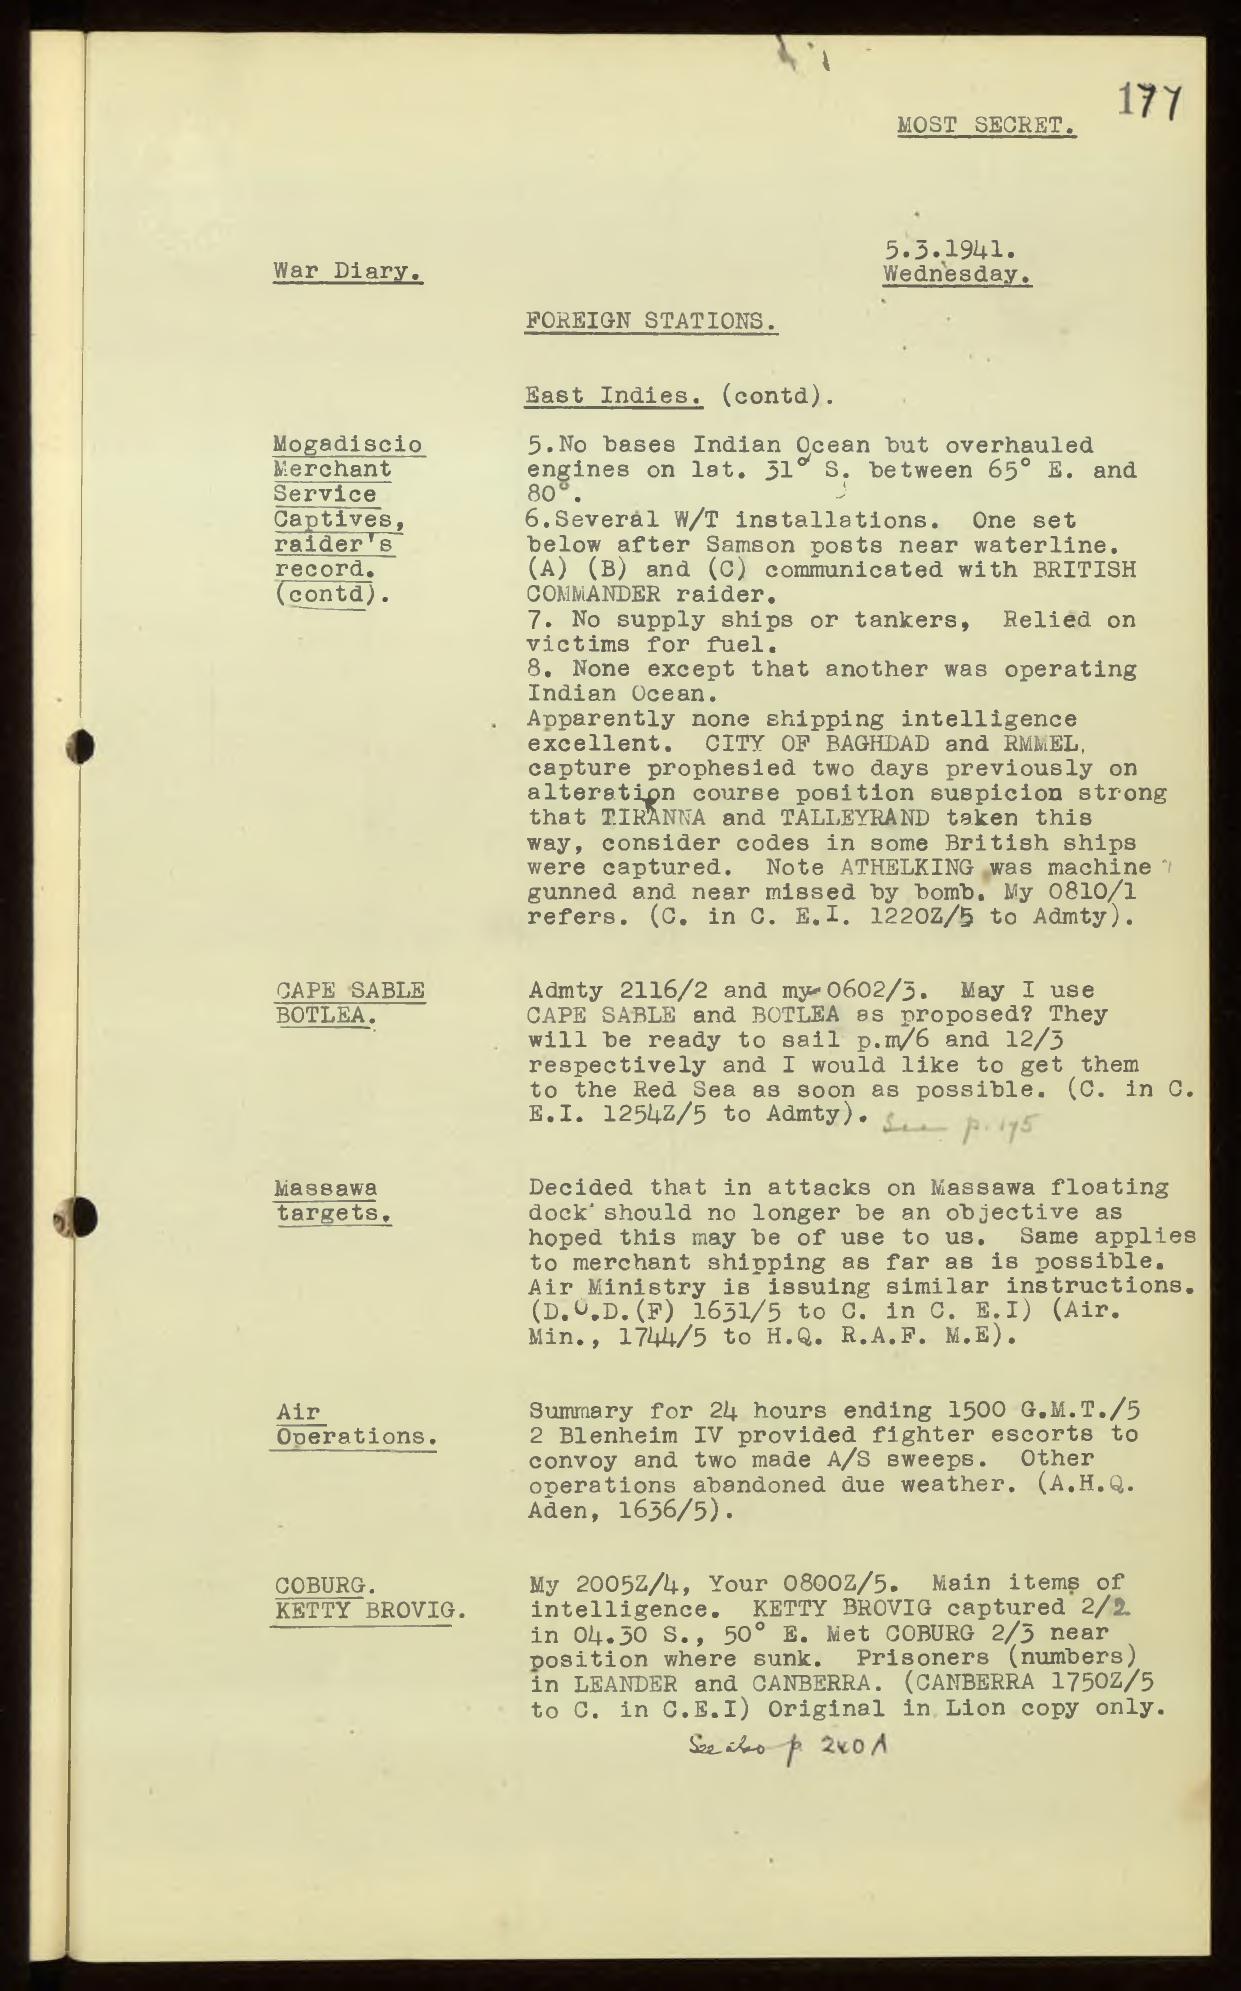 177
MOST SECRET.
5.3.1941.
War Diary.
Wednesday.
FOREIGN STATIONS.
East Indies. (contd).
Mogadiscio
Merchant
Service
Captives,
raider's
record.
(contd).
5.No bases Indian Ocean but overhauled
engines on lat. 31° S. between 65° E. and
80°.
6.Several W/T installations. One set
below after Samson posts near waterline.
(A) (B) and (C) communicated with BRITISH
COMMANDER raider.
7. No supply ships or tankers, Relied on
victims for fuel.
8. None except that another was operating
Indian Ocean.
Apparently none shipping intelligence
excellent. CITY OF BAGHDAD and RMMEL,
capture prophesied two days previously on
alteration course position suspicion strong
that TIRANNA and TALLEYRAND taken this
way, consider codes in some British ships
were captured. Note ATHELKING was machine
gunned and near missed by bomb. My 0810/1
refers. (C. in C. E.I. 1220Z/5 to Admty).
CAPE SABLE
BOTLEA.
Admty 2116/2 and my 0602/3. May I use
CAPE SABLE and BOTLEA as proposed? They
will be ready to sail p.m/6 and 12/3
respectively and I would like to get them
to the Red Sea as soon as possible. (C. in C.
E.I. 1254Z/5 to Admty). See p. 175
Massawa
targets.
Decided that in attacks on Massawa floating
dock should no longer be an objective as
hoped this may be of use to us. Same applies
to merchant shipping as far as is possible.
Air Ministry is issuing similar instructions.
(D.O.D.(F) 1631/5 to C. in C. E.I) (Air.
Min., 1744/5 to H.Q. R.A.F. M.E).
Air
Operations.
Summary for 24 hours ending 1500 G.M.T./5
2 Blenheim IV provided fighter escorts to
convoy and two made A/S sweeps. Other
operations abandoned due weather. (A.H.Q.
Aden, 1636/5).
COBURG.
KETTY BROVIG.
My 2005Z/4, Your 0800Z/5. Main items of
intelligence. KETTY BROVIG captured 2/2
in 04.30 S., 50° E. Met COBURG 2/3 near
position where sunk. Prisoners (numbers)
in LEANDER and CANBERRA. (CANBERRA 1750Z/5
to C. in C.E.I) Original in Lion copy only.
See also p. 240A